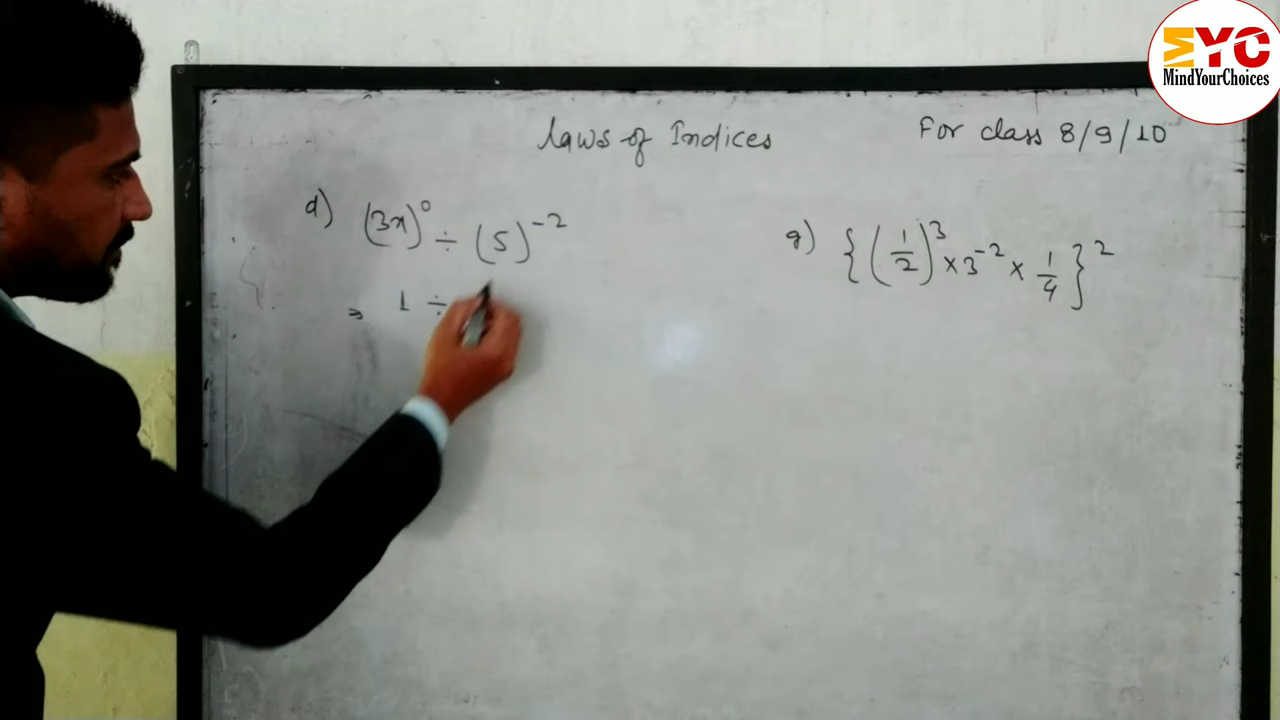 MYC
MindYourChoices
Laws of Indices
For class 8/9/10
d) (3x)⁰ ÷ (5)⁻²
⇒ 1 ÷
g) {(1/2)³ × 3⁻² × 1/4}²